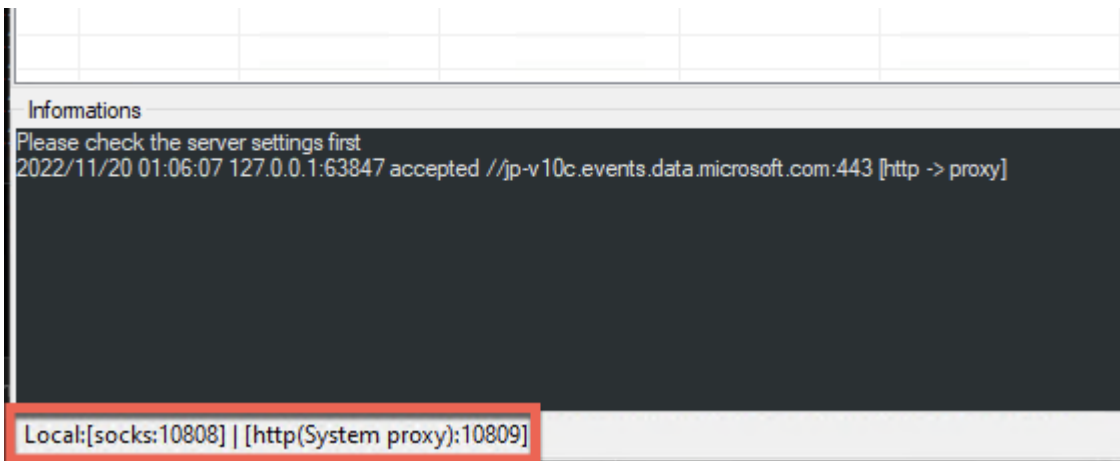 Informations
Please check the server settings first
2022/11/20 01:06:07 127.0.0.1:63847 accepted //jp-v10c.events.data.microsoft.com:443 [http -> proxy]
Local:[socks:10808] | [http(System proxy):10809]